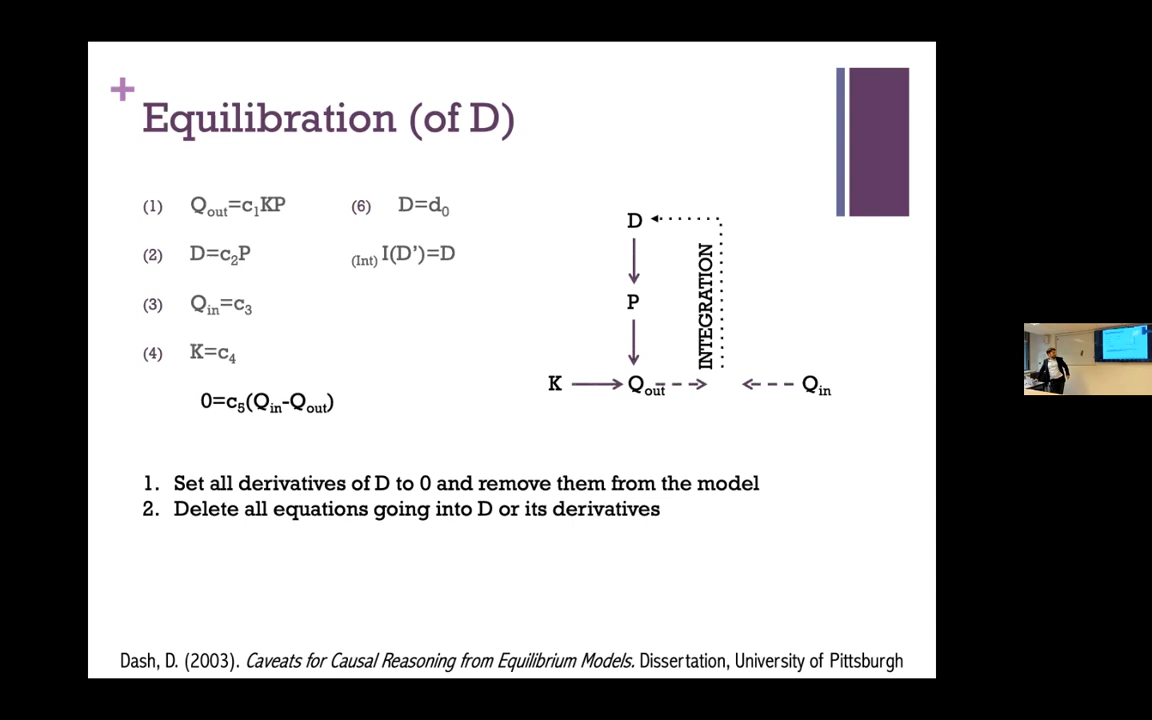 +
Equilibration (of D)
(1) Qout=c1KP (6) D=d0
(2) D=c2P (Int) I(D’)=D
(3) Qin=c3
(4) K=c4
0=c5(Qin-Qout)
D
INTEGRATION
P
K Qout Qin
1. Set all derivatives of D to 0 and remove them from the model
2. Delete all equations going into D or its derivatives
Dash, D. (2003). Caveats for Causal Reasoning from Equilibrium Models. Dissertation, University of Pittsburgh